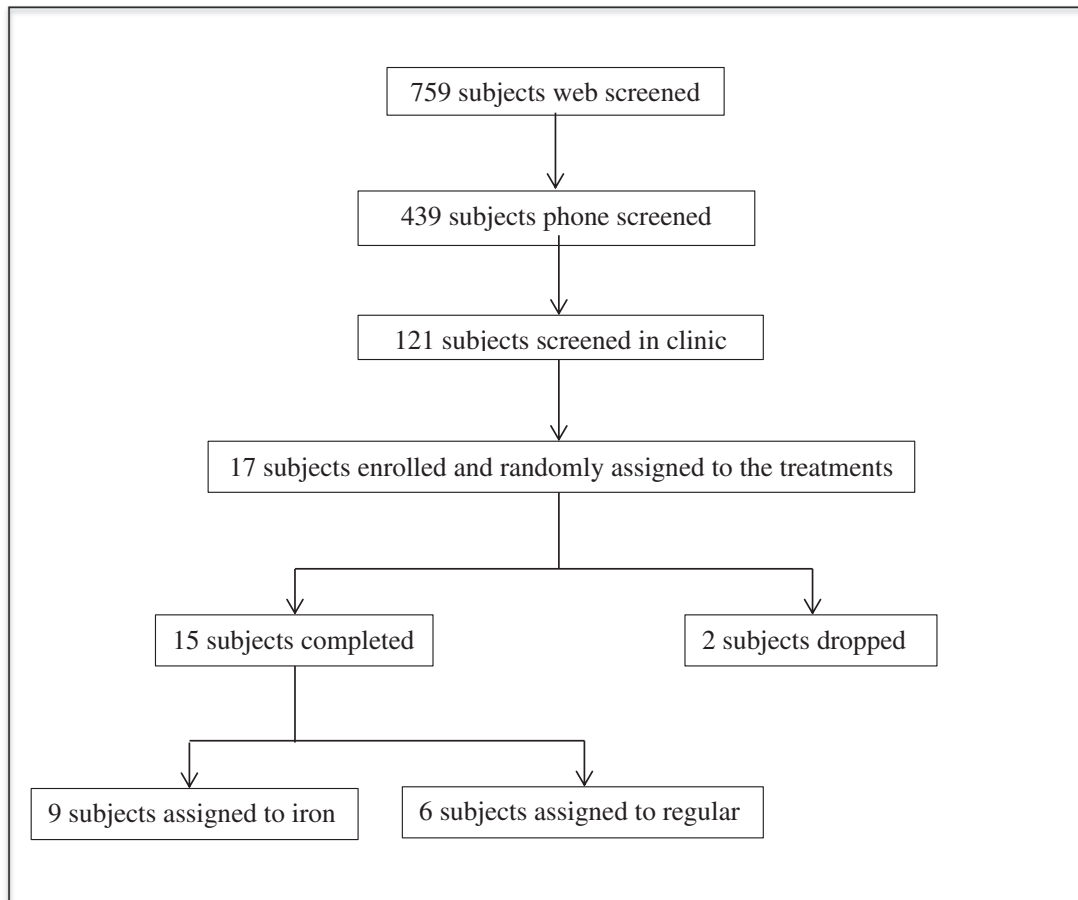 759 subjects web screened
439 subjects phone screened
121 subjects screened in clinic
17 subjects enrolled and randomly assigned to the treatments
15 subjects completed
2 subjects dropped
9 subjects assigned to iron
6 subjects assigned to regular